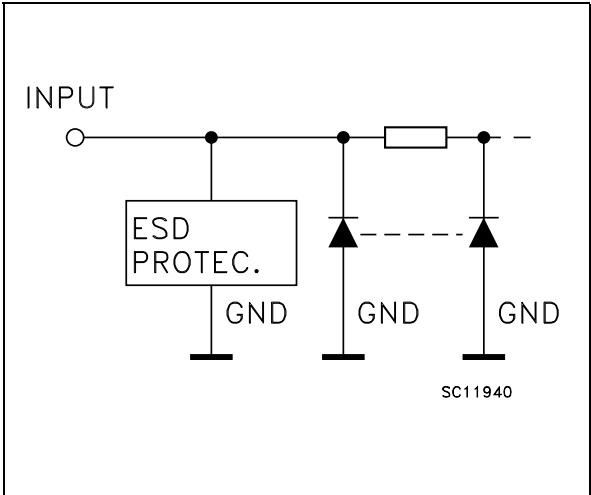 INPUT
ESD
PROTEC.
GND
GND
GND
SC11940